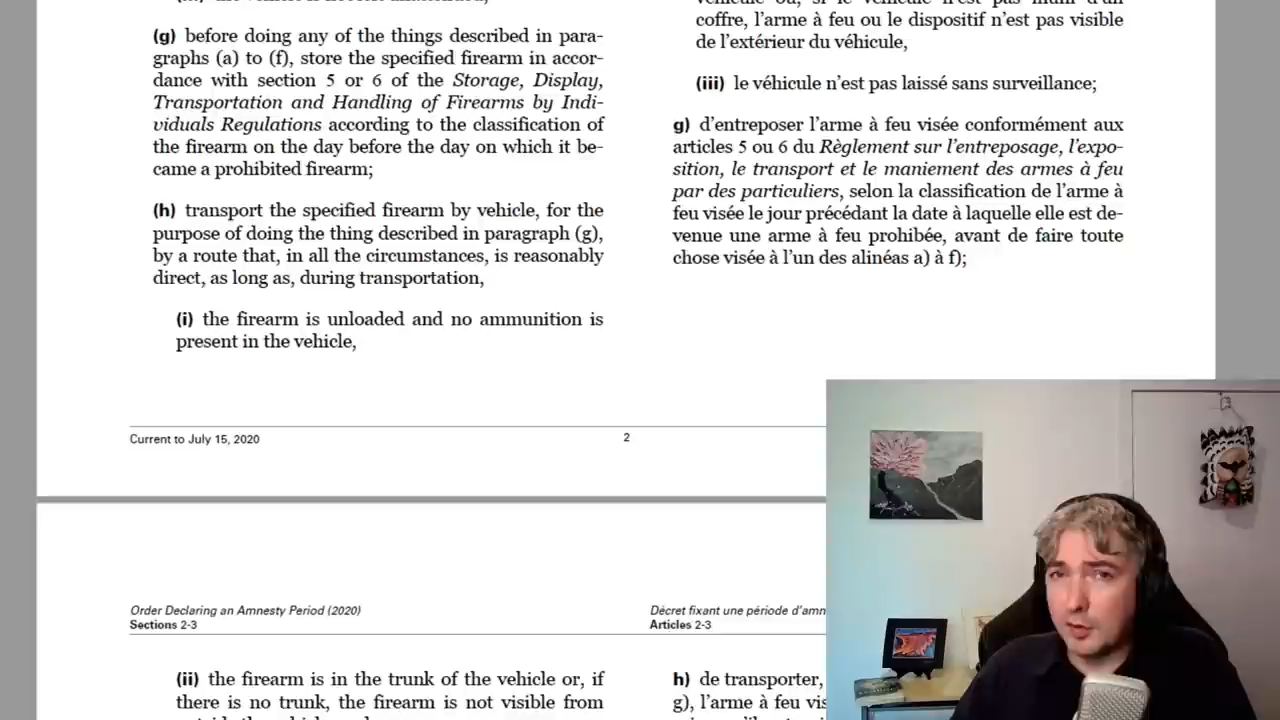 (g) before doing any of the things described in para-
graphs (a) to (f), store the specified firearm in accor-
dance with section 5 or 6 of the Storage, Display,
Transportation and Handling of Firearms by Indi-
viduals Regulations according to the classification of
the firearm on the day before the day on which it be-
came a prohibited firearm;
(h) transport the specified firearm by vehicle, for the
purpose of doing the thing described in paragraph (g),
by a route that, in all the circumstances, is reasonably
direct, as long as, during transportation,
(i) the firearm is unloaded and no ammunition is
present in the vehicle,
coffre, l’arme à feu ou le dispositif n’est pas visible
de l’extérieur du véhicule,
(iii) le véhicule n’est pas laissé sans surveillance;
g) d’entreposer l’arme à feu visée conformément aux
articles 5 ou 6 du Règlement sur l’entreposage, l’expo-
sition, le transport et le maniement des armes à feu
par des particuliers, selon la classification de l’arme à
feu visée le jour précédant la date à laquelle elle est de-
venue une arme à feu prohibée, avant de faire toute
chose visée à l’un des alinéas a) à f);
Current to July 15, 2020
2
Order Declaring an Amnesty Period (2020)
Sections 2-3
Décret fixant une période d’amn
Articles 2-3
(ii) the firearm is in the trunk of the vehicle or, if
there is no trunk, the firearm is not visible from
h) de transporter,
g), l’arme à feu vis